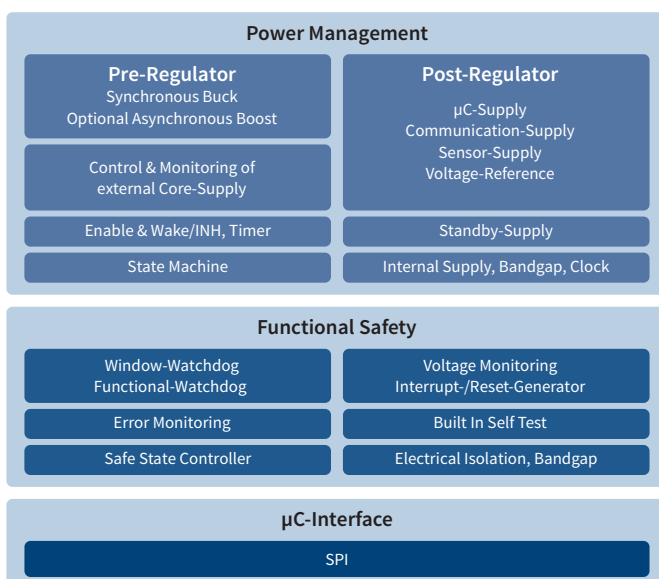 Power Management
Pre-Regulator
Synchronous Buck
Optional Asynchronous Boost
Control & Monitoring of
external Core-Supply
Enable & Wake/INH, Timer
State Machine
Post-Regulator
µC-Supply
Communication-Supply
Sensor-Supply
Voltage-Reference
Standby-Supply
Internal Supply, Bandgap, Clock
Functional Safety
Window-Watchdog
Functional-Watchdog
Error Monitoring
Safe State Controller
Voltage Monitoring
Interrupt-/Reset-Generator
Built In Self Test
Electrical Isolation, Bandgap
µC-Interface
SPI